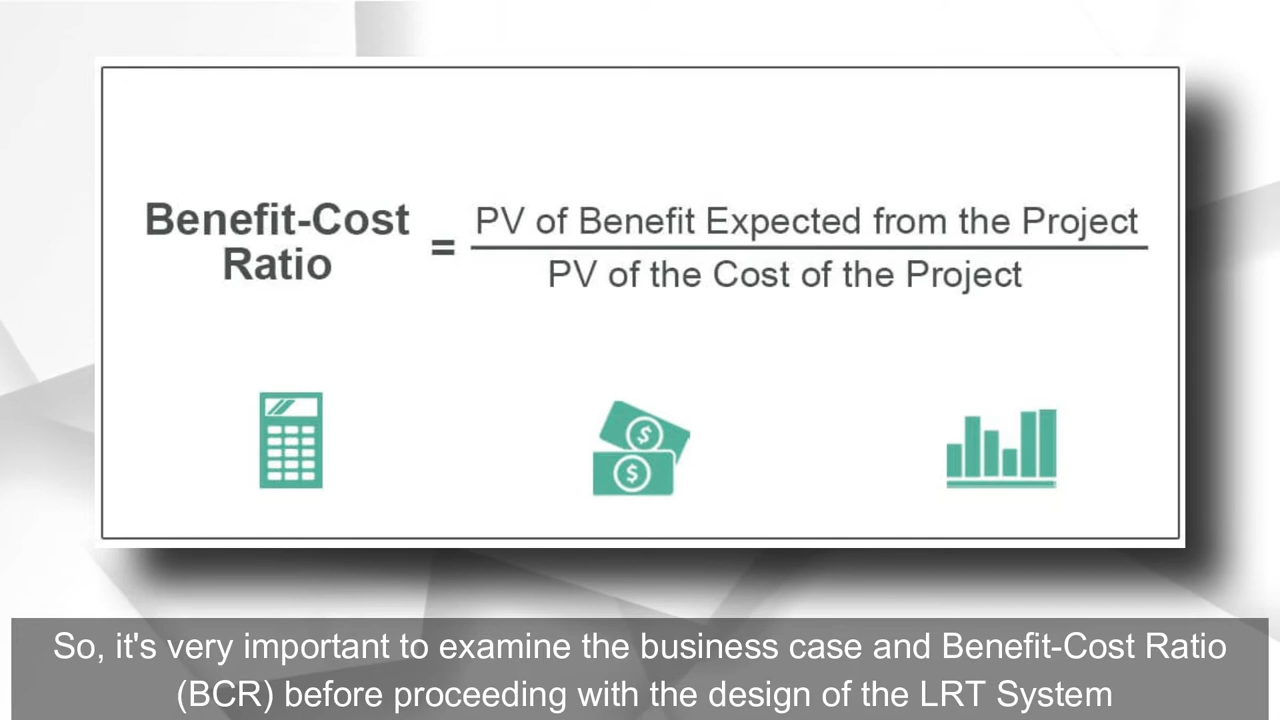 Benefit-Cost
Ratio
=
PV of Benefit Expected from the Project
PV of the Cost of the Project
$
$
So, it's very important to examine the business case and Benefit-Cost Ratio
(BCR) before proceeding with the design of the LRT System